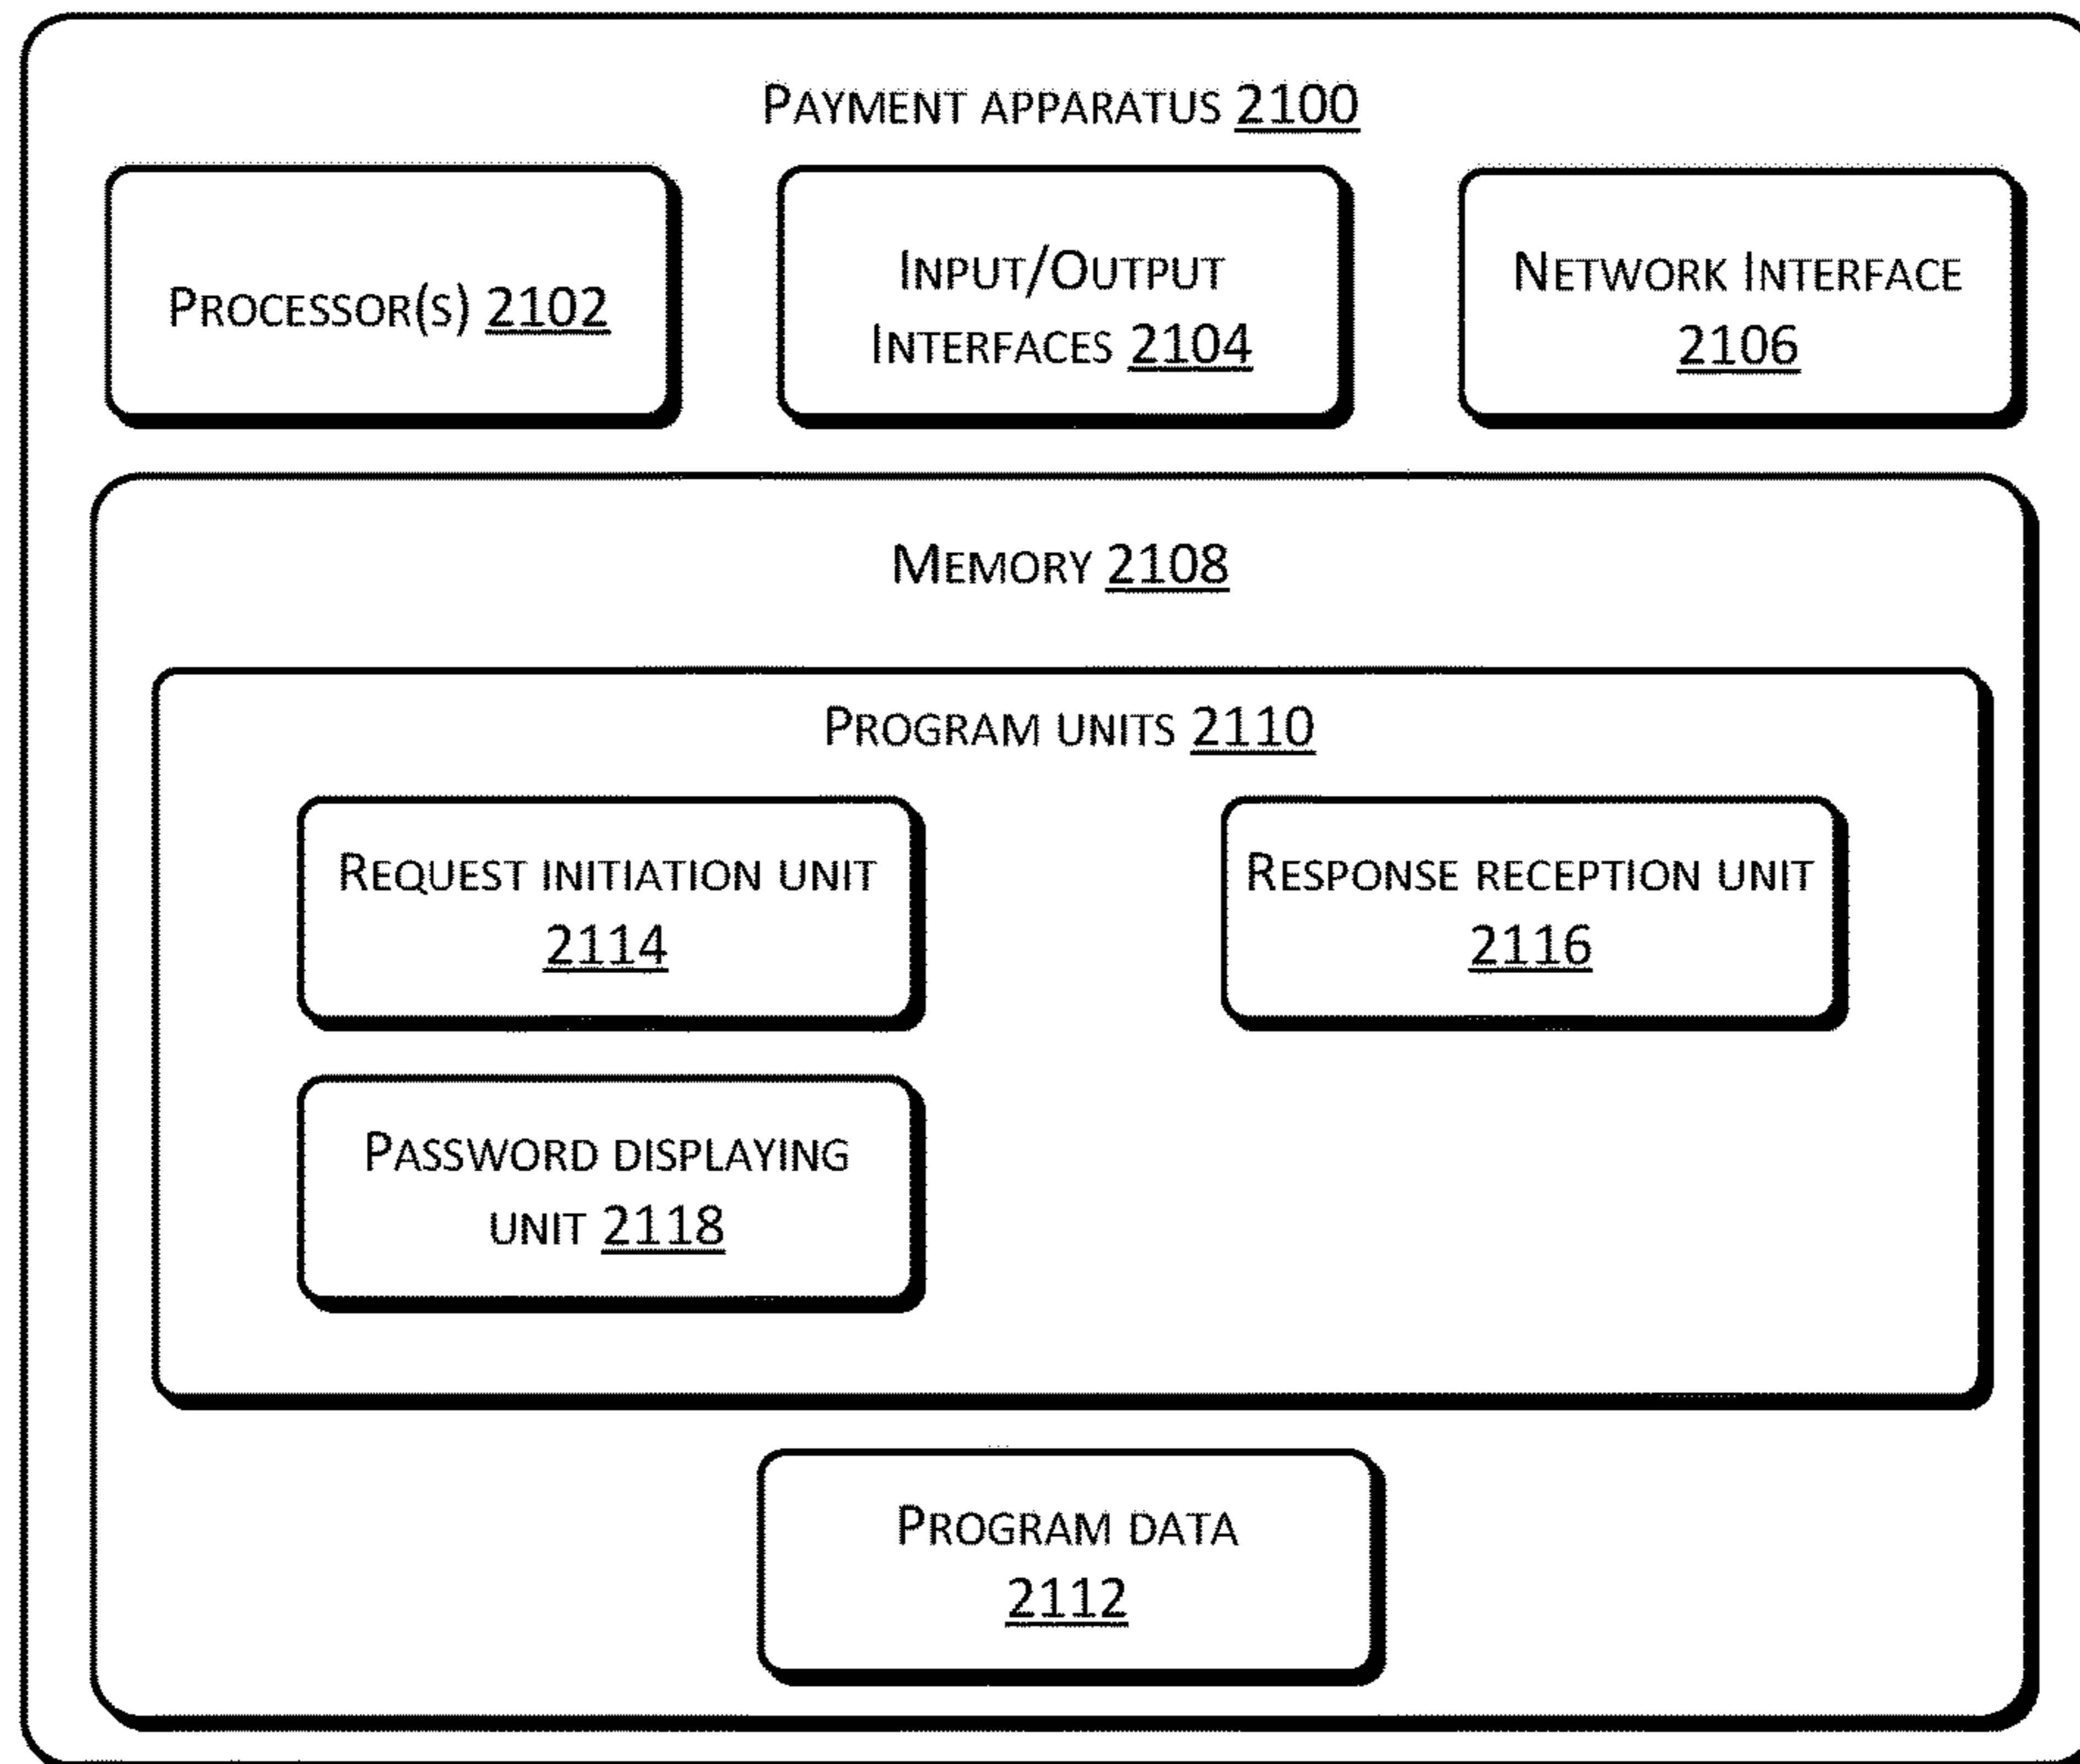 PAYMENT APPARATUS 2100
PROCESSOR(S) 2102
INPUT/OUTPUT
INTERFACES 2104
NETWORK INTERFACE
2106
MEMORY 2108
PROGRAM UNITS 2110
REQUEST INITIATION UNIT
2114
RESPONSE RECEPTION UNIT
2116
PASSWORD DISPLAYING
UNIT 2118
PROGRAM DATA
2112